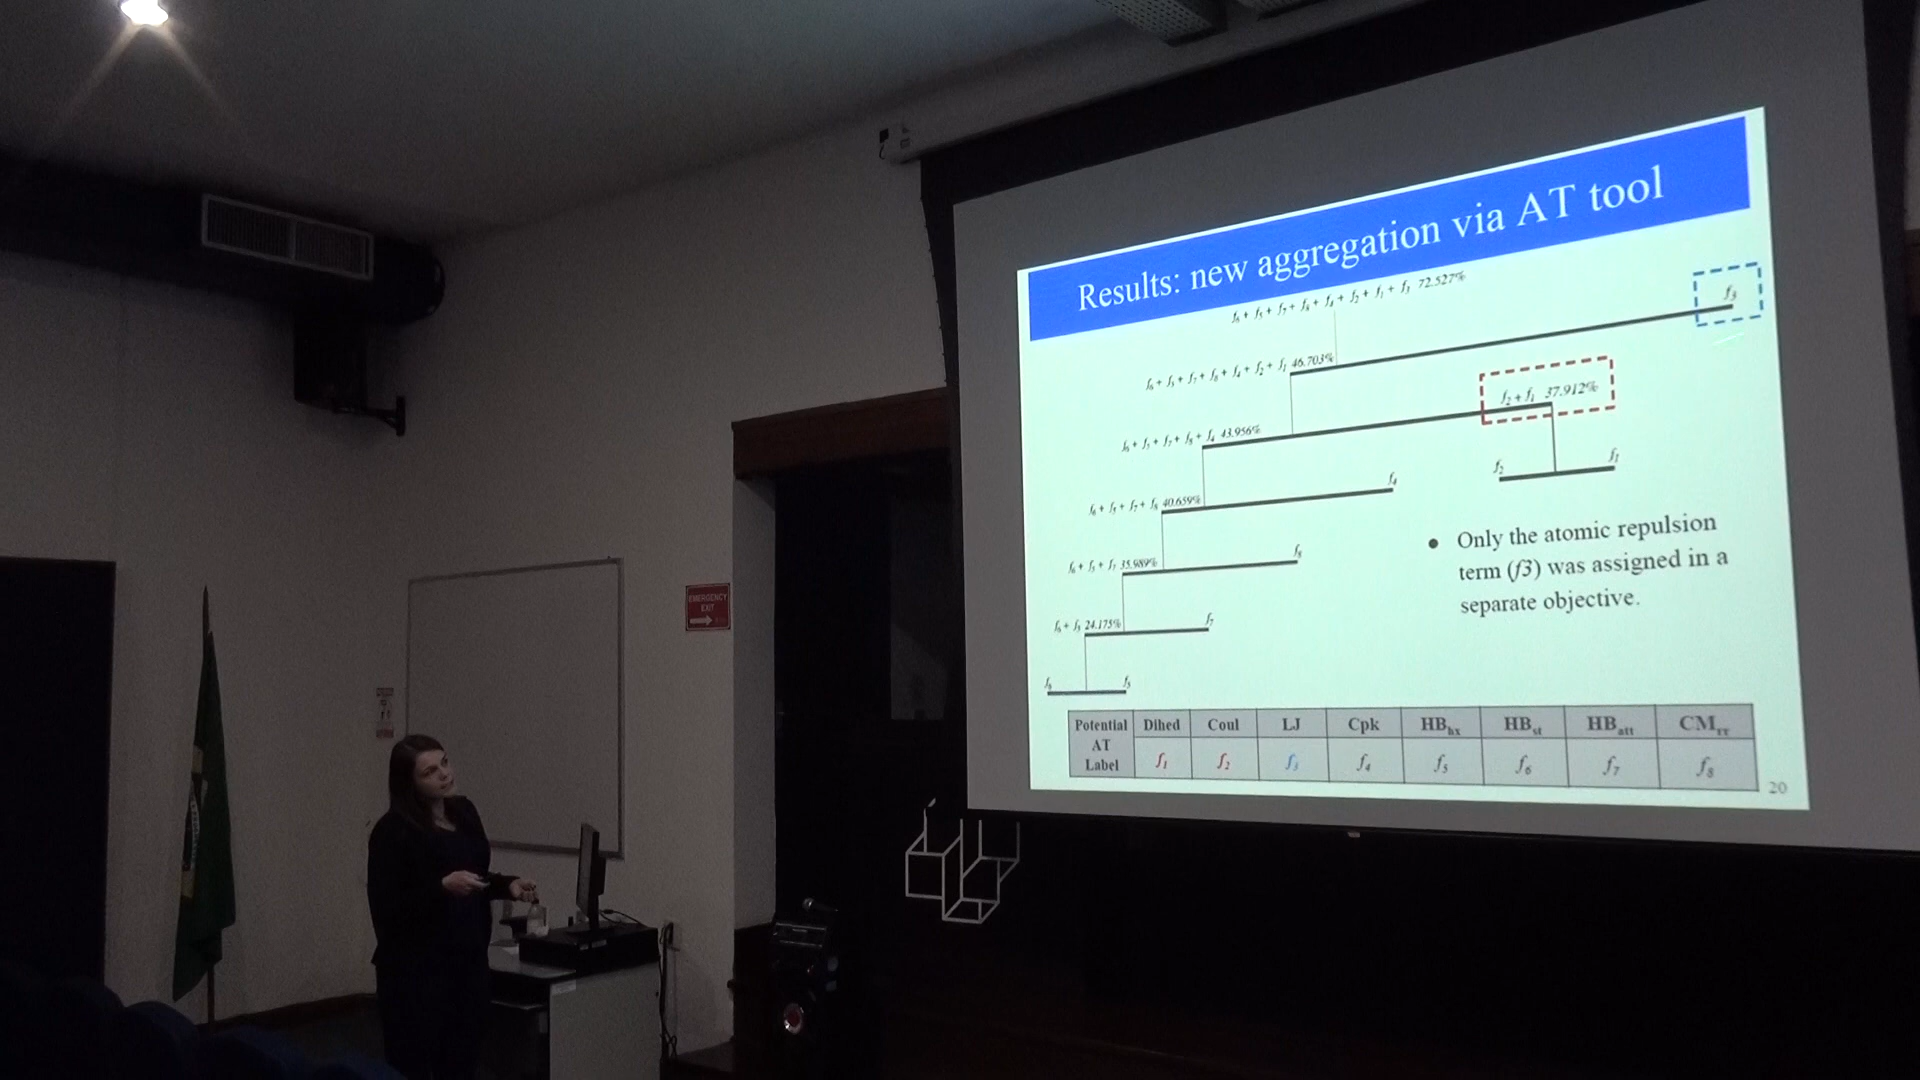 Results: new aggregation via AT tool
f6 + f5 + f7 + f8 + f4 + f2 + f1 + f3 72.527%
f3
f6 + f5 + f7 + f8 + f4 + f2 + f1 46.703%
f2 + f1 37.912%
f6 + f5 + f7 + f8 + f4 43.956%
f2 f1
f4
f6 + f5 + f7 + f8 40.659%
● Only the atomic repulsion
term (f3) was assigned in a
separate objective.
f8
f6 + f5 + f7 35.989%
f7
f6 + f5 24.175%
f6 f5
Potential Dihed Coul LJ Cpk HBhx HBst HBatt CMrr
AT
Label f1 f2 f3 f4 f5 f6 f7 f8
20
EMERGENCY
EXIT